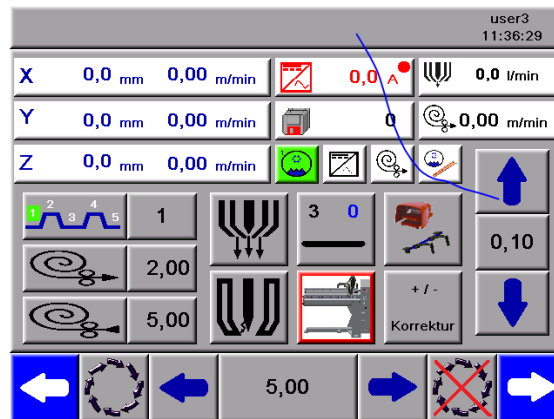 user3
11:36:29
X 0,0 mm 0,00 m/min 0,0 A 0,0 l/min
Y 0,0 mm 0,00 m/min 0 0,00 m/min
Z 0,0 mm 0,00 m/min
1 2 3 4 5 1 3 0
0,10
2,00
+ / -
Korrektur
5,00
5,00